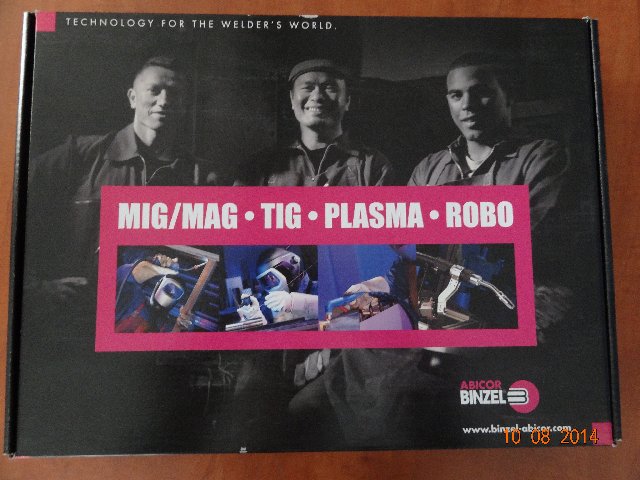 TECHNOLOGY FOR THE WELDER'S WORLD.
MIG/MAG • TIG • PLASMA • ROBO
ABICOR
BINZEL
www.binzel-abicor.com
10 08 2014